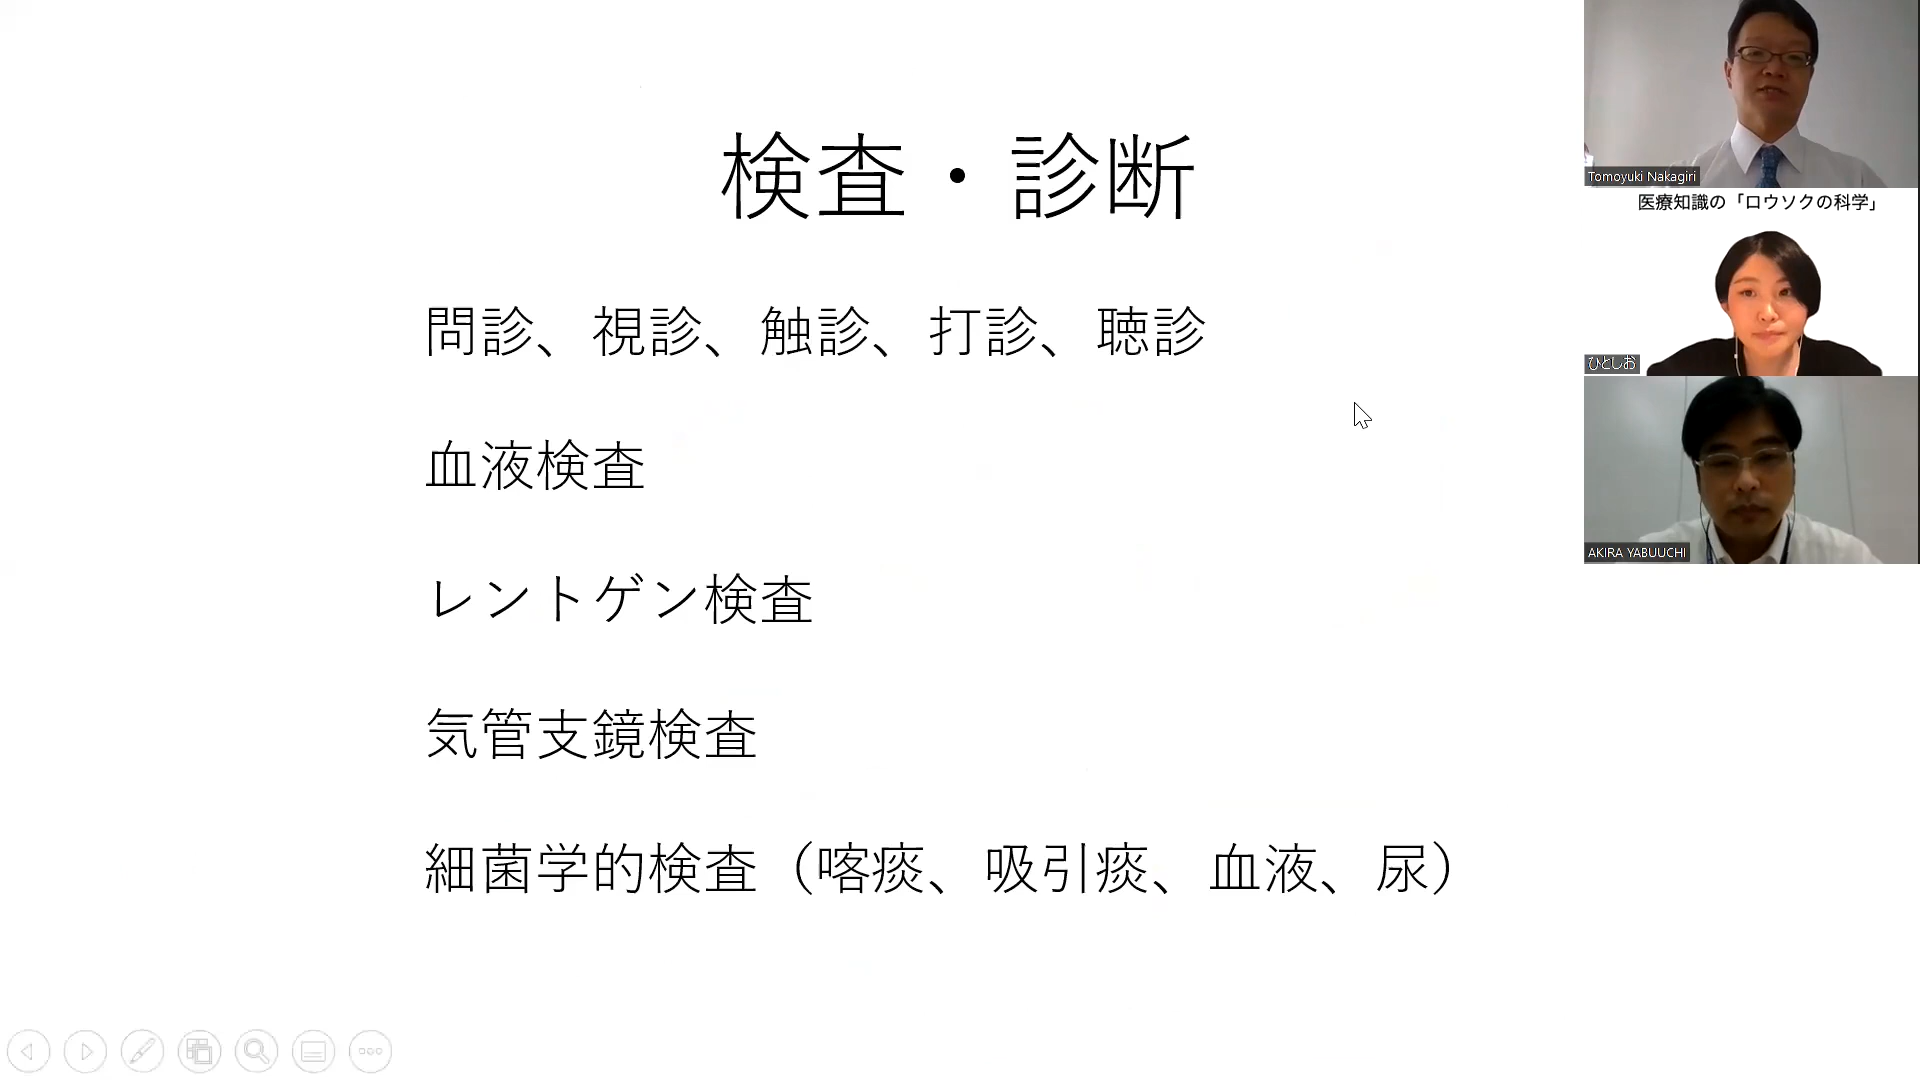 検査・診断
問診、視診、触診、打診、聴診
血液検査
レントゲン検査
気管支鏡検査
細菌学的検査（喀痰、吸引痰、血液、尿）
Tomoyuki Nakagiri
医療知識の「ロウソクの科学」
ひとしお
AKIRA YABUUCHI